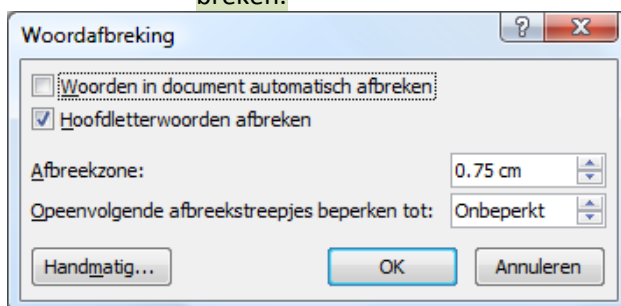 breken.
Woordafbreking
Woorden in document automatisch afbreken
Hoofdletterwoorden afbreken
Afbreekzone: 0.75 cm
Opeenvolgende afbreekstreepjes beperken tot: Onbeperkt
Handmatig... OK Annuleren